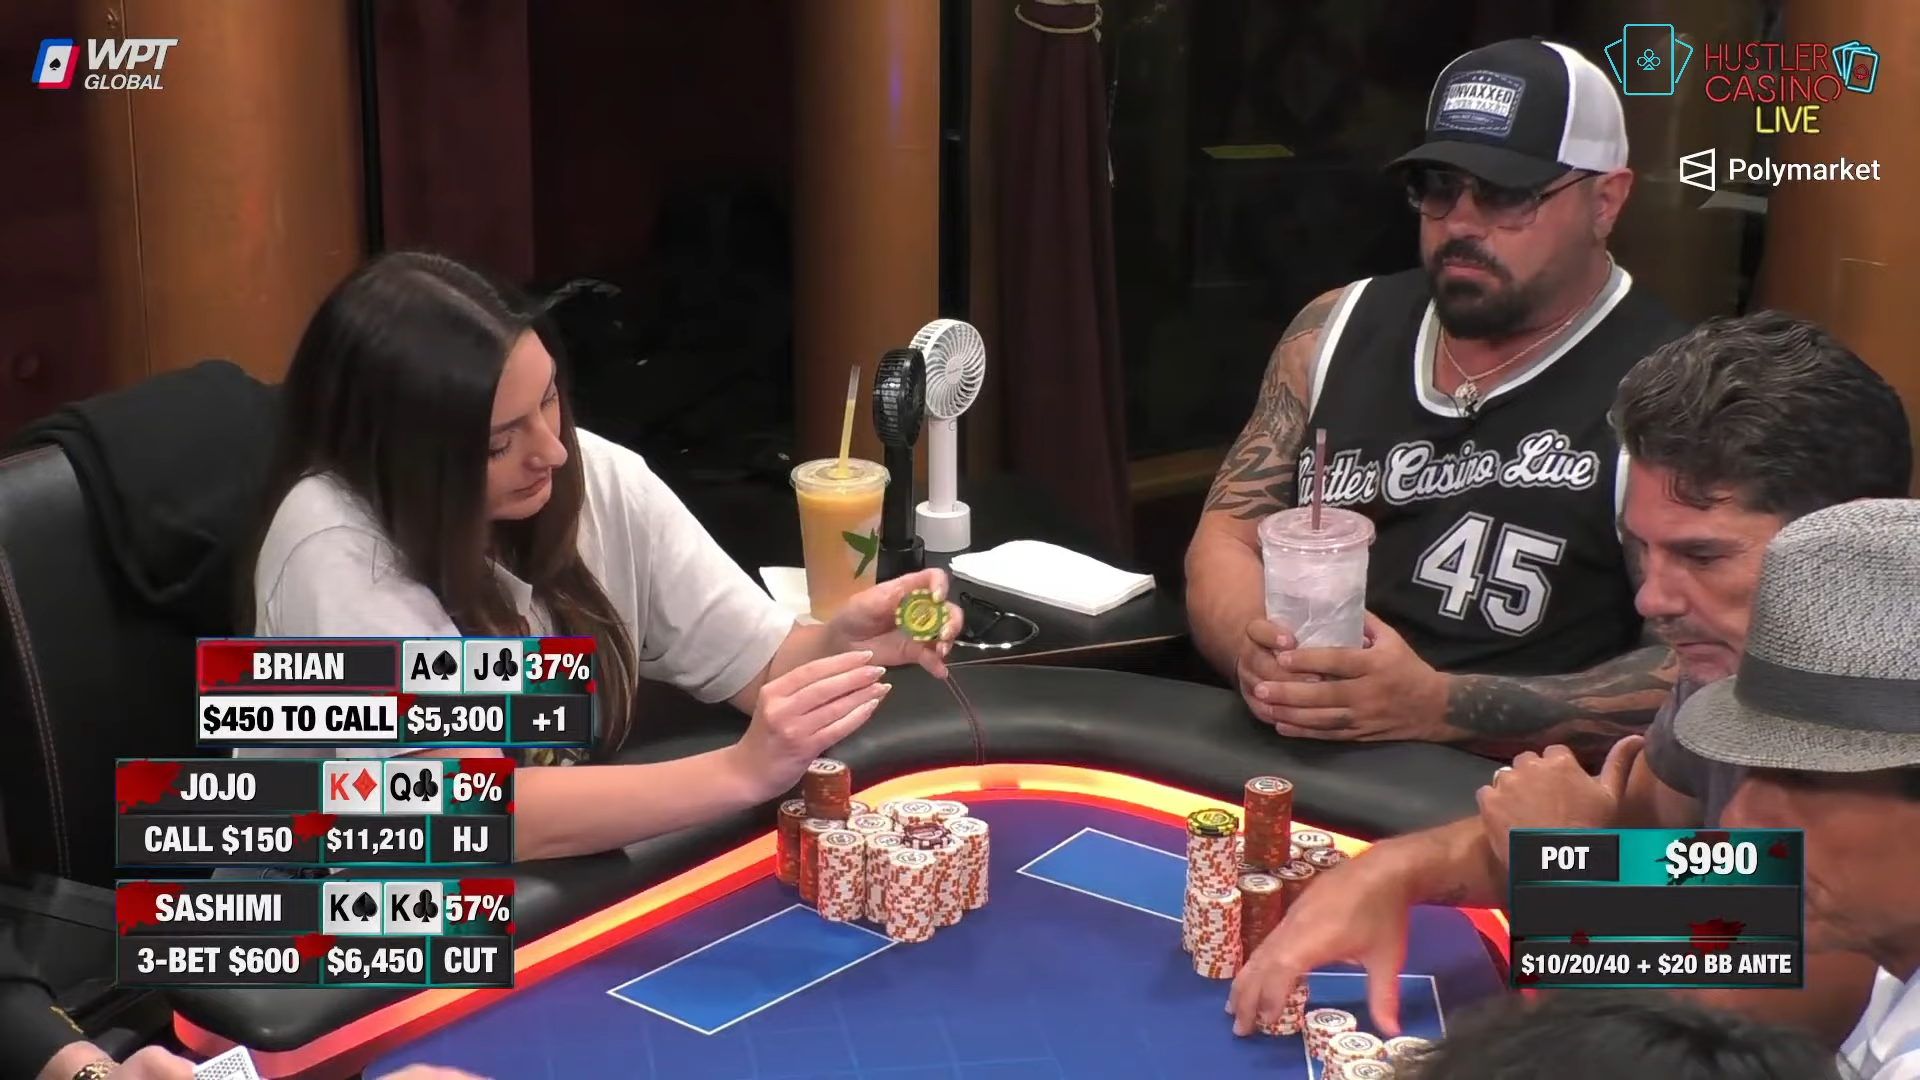 WPT
GLOBAL
HUSTLER
CASINO
LIVE
Polymarket
UNVAXXED
Hustler Casino Live
45
BRIAN A J 37%
$450 TO CALL $5,300 +1
JOJO K Q 6%
CALL $150 $11,210 HJ
SASHIMI K K 57%
3-BET $600 $6,450 CUT
POT $990
$10/20/40 + $20 BB ANTE